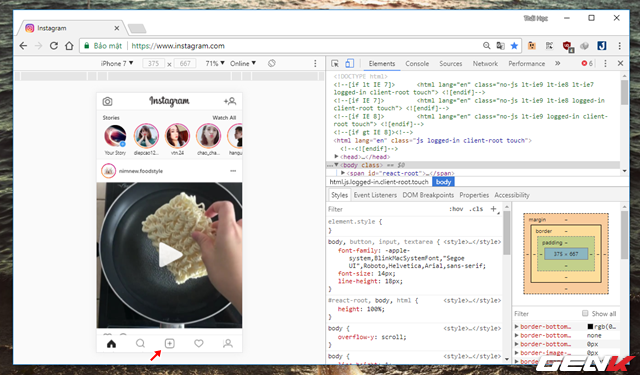 Thái Học
Instagram
Bảo mật | https://www.instagram.com
iPhone 7 375 × 667 71% Online
Elements Console Sources Network Performance 6
Instagram
Stories Watch All
Your Story diepcao12... vtn.24 chao_cha...
nimnew.foodstyle
<!DOCTYPE html>
<!--[if lt IE 7]> <html lang="en" class="no-js lt-ie9 lt-ie8 lt-ie7
logged-in client-root touch"> <![endif]-->
<!--[if IE 7]> <html lang="en" class="no-js lt-ie9 lt-ie8 logged-in
client-root touch"> <![endif]-->
<!--[if IE 8]> <html lang="en" class="no-js lt-ie9 logged-in
client-root touch"> <![endif]-->
<!--[if gt IE 8]><!-->
<html lang="en" class="js logged-in client-root touch">
<!--<![endif]-->
<head>…</head>
<body class> == $0
<span id="react-root">…</span>
html.js.logged-in.client-root.touch body
Styles Event Listeners DOM Breakpoints Properties Accessibility
Filter :hov .cls +
element.style {
}
body, button, input, textarea { <style>…</style>
font-family: -apple-
system,BlinkMacSystemFont,"Segoe
UI",Roboto,Helvetica,Arial,sans-serif;
font-size: 14px;
line-height: 18px;
}
#react-root, body, html { <style>…</style>
height: 100%;
}
body { <style>…</style>
overflow-y: scroll;
}
body { <style>…</style>
margin –
border –
padding –
375 × 667
Filter Show all
border-bottom… rgb(0…
border-bottom… none
border-bottom… 0px
border-image-… 0px
GENK